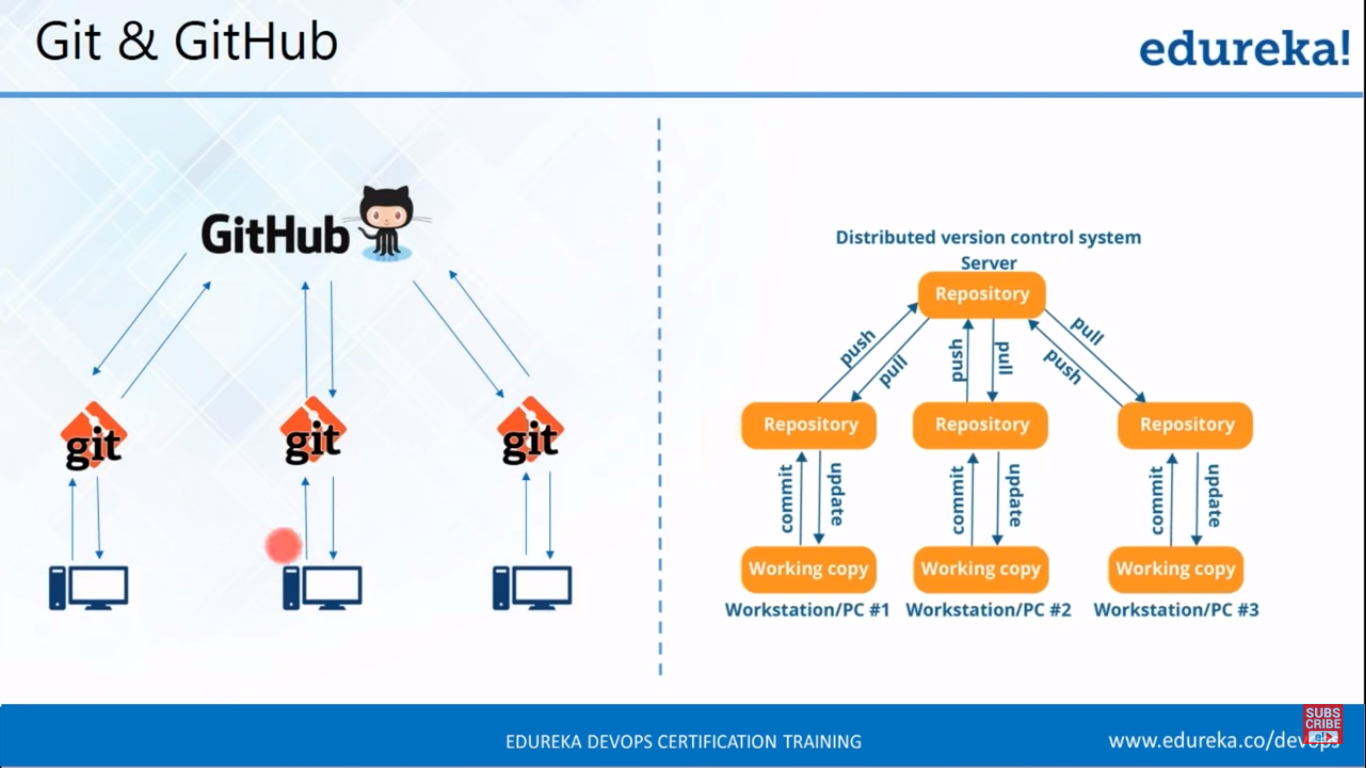 Git & GitHub
edureka!
GitHub
git
git
git
Distributed version control system
Server
Repository
push
pull
push
pull
push
pull
Repository
Repository
Repository
commit
update
commit
update
commit
update
Working copy
Working copy
Working copy
Workstation/PC #1
Workstation/PC #2
Workstation/PC #3
EDUREKA DEVOPS CERTIFICATION TRAINING
www.edureka.co/devops
SUBS
CRIBE
e!